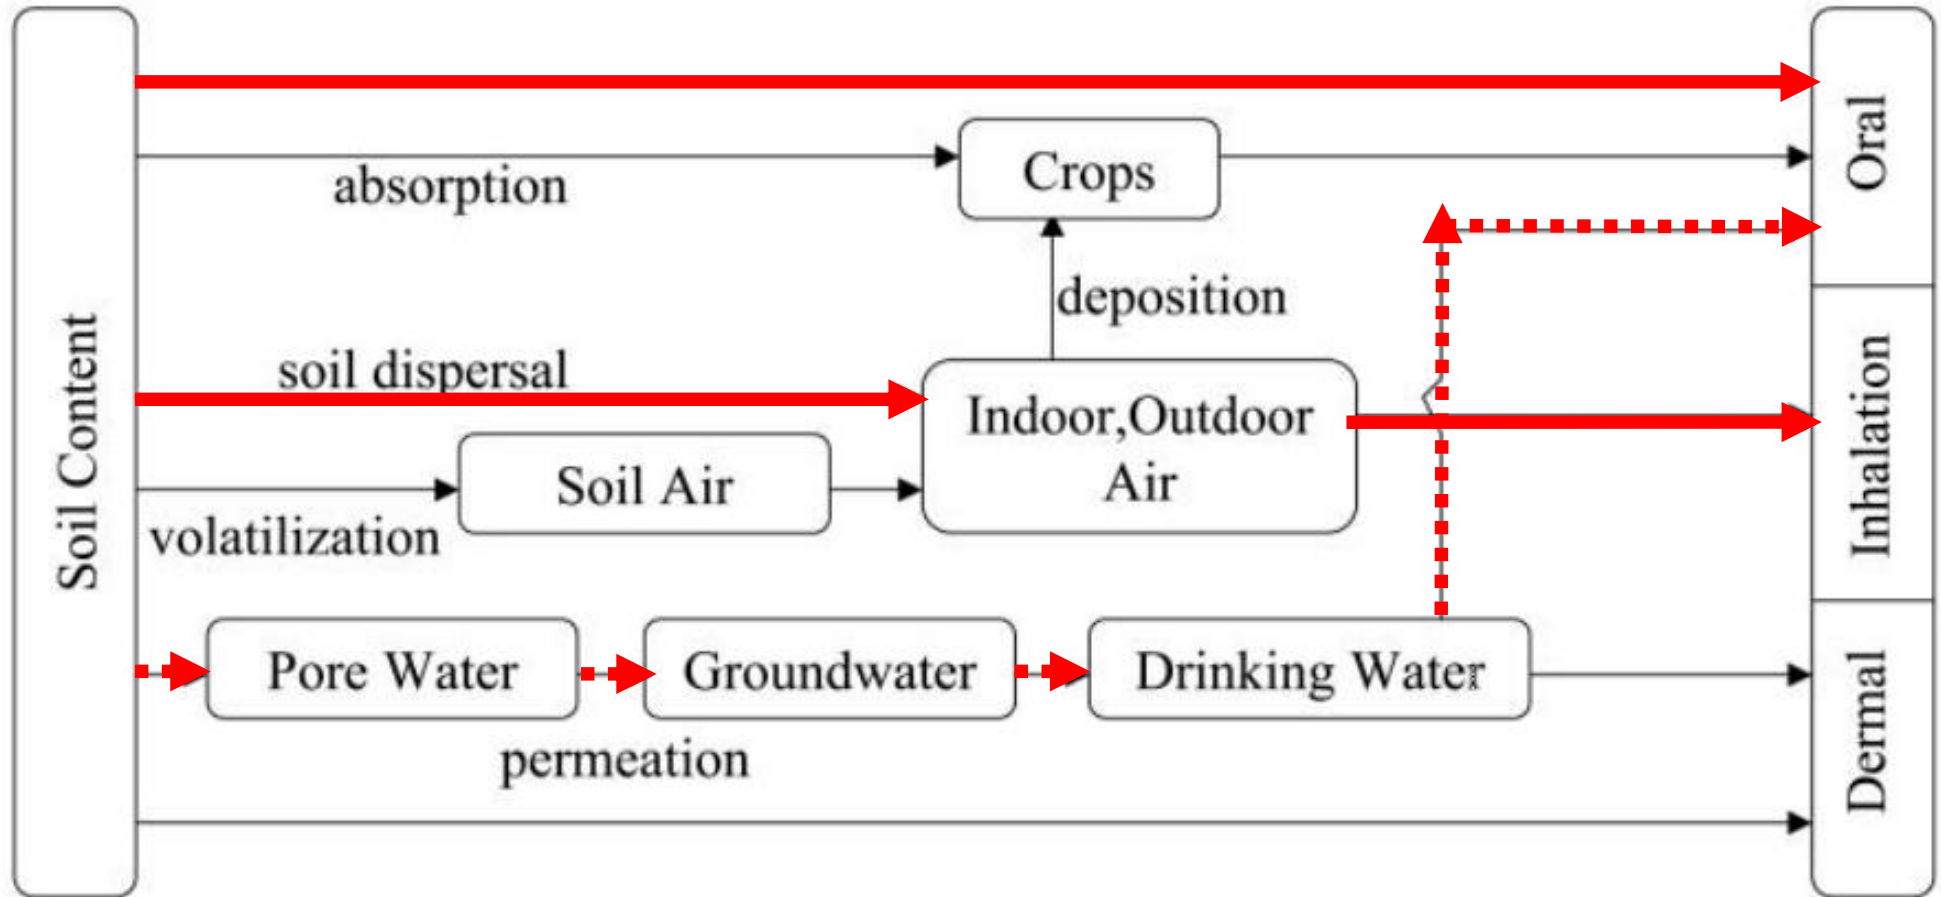 Soil Content
absorption
Crops
Oral
deposition
soil dispersal
Indoor,Outdoor
Air
Inhalation
Soil Air
volatilization
Pore Water
Groundwater
Drinking Water
Dermal
permeation